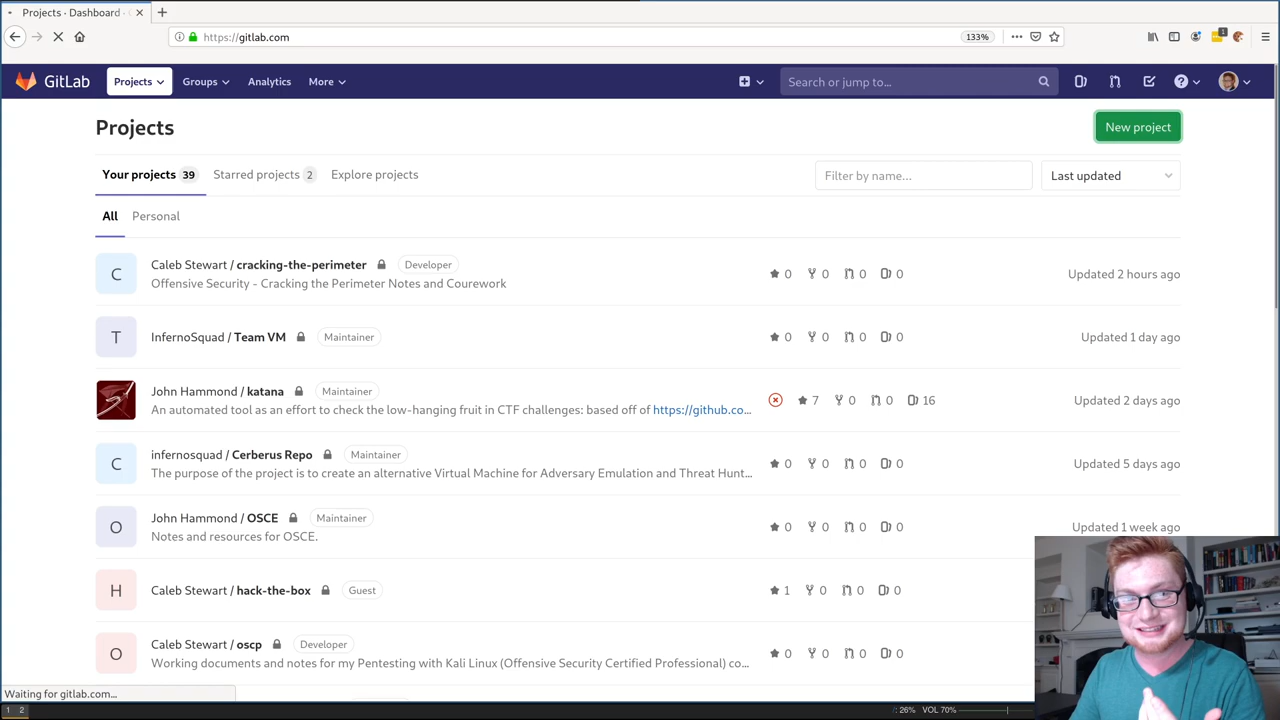 Projects · Dashboard ·
https://gitlab.com
133%
1
GitLab
Projects
Groups
Analytics
More
Search or jump to...
Projects
New project
Your projects 39
Starred projects 2
Explore projects
Filter by name...
Last updated
All
Personal
C
Caleb Stewart / cracking-the-perimeter
Developer
Offensive Security - Cracking the Perimeter Notes and Courework
0 0 0 0
Updated 2 hours ago
T
InfernoSquad / Team VM
Maintainer
0 0 0 0
Updated 1 day ago
John Hammond / katana
Maintainer
An automated tool as an effort to check the low-hanging fruit in CTF challenges: based off of https://github.co...
7 0 0 16
Updated 2 days ago
C
infernosquad / Cerberus Repo
Maintainer
The purpose of the project is to create an alternative Virtual Machine for Adversary Emulation and Threat Hunt...
0 0 0 0
Updated 5 days ago
O
John Hammond / OSCE
Maintainer
Notes and resources for OSCE.
0 0 0 0
Updated 1 week ago
H
Caleb Stewart / hack-the-box
Guest
1 0 0 0
O
Caleb Stewart / oscp
Developer
Working documents and notes for my Pentesting with Kali Linux (Offensive Security Certified Professional) co...
0 0 0 0
Waiting for gitlab.com...
1 2
: 26% VOL 70%